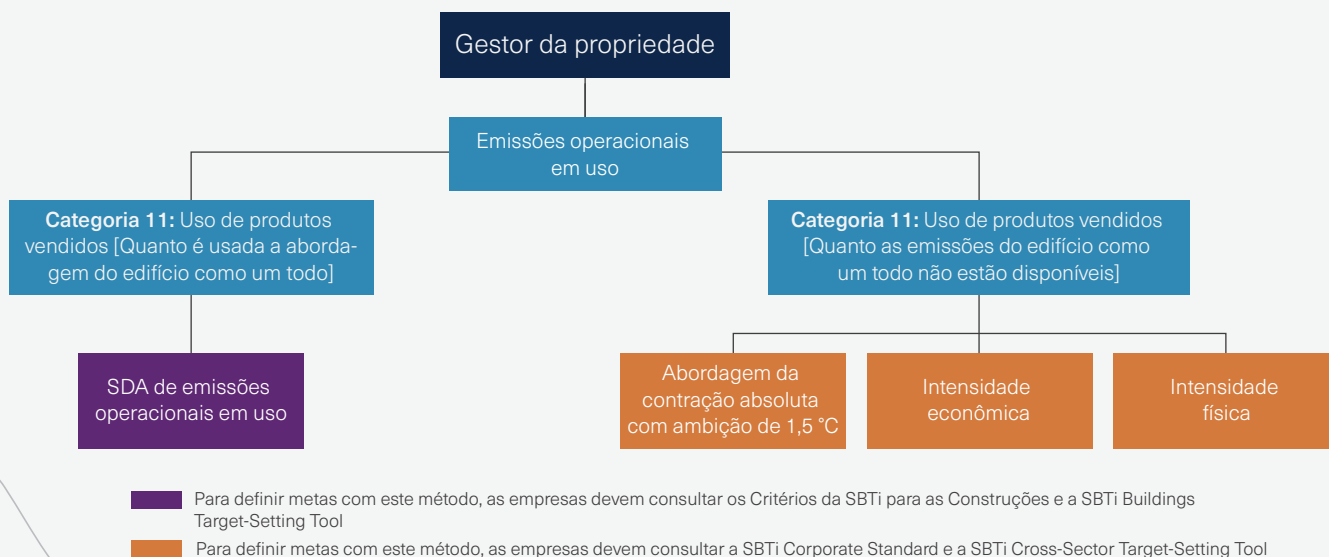 Gestor da propriedade
Emissões operacionais
em uso
Categoria 11: Uso de produtos
vendidos [Quanto é usada a aborda-
gem do edifício como um todo]
Categoria 11: Uso de produtos vendidos
[Quanto as emissões do edifício como
um todo não estão disponíveis]
SDA de emissões
operacionais em uso
Abordagem da
contração absoluta
com ambição de 1,5 °C
Intensidade
econômica
Intensidade
física
Para definir metas com este método, as empresas devem consultar os Critérios da SBTi para as Construções e a SBTi Buildings
Target-Setting Tool
Para definir metas com este método, as empresas devem consultar a SBTi Corporate Standard e a SBTi Cross-Sector Target-Setting Tool